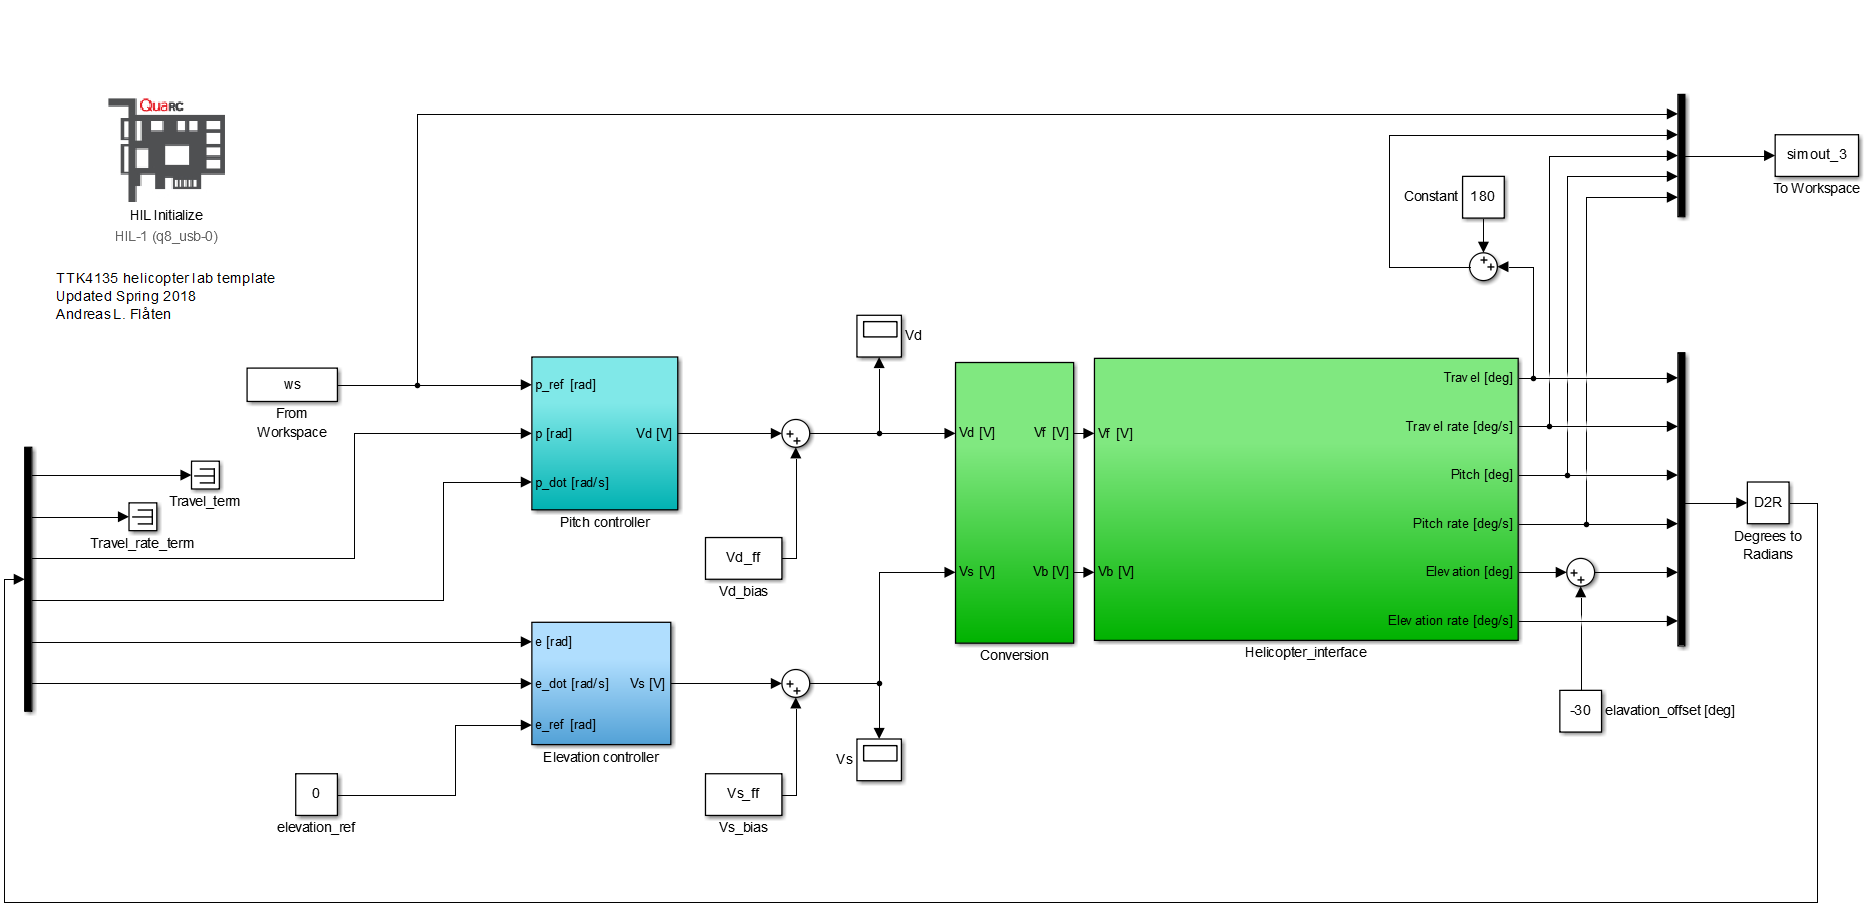 QuaRC
HIL Initialize
HIL-1 (q8_usb-0)
TTK4135 helicopter lab template
Updated Spring 2018
Andreas L. Flåten
simout_3
To Workspace
Constant
180
Vd
ws
From
Workspace
p_ref [rad]
p [rad]
p_dot [rad/s]
Vd [V]
Pitch controller
Travel_term
Travel_rate_term
Vd_ff
Vd_bias
Vd [V]
Vs [V]
Vf [V]
Vb [V]
Conversion
Vf [V]
Vb [V]
Travel [deg]
Travel rate [deg/s]
Pitch [deg]
Pitch rate [deg/s]
Elevation [deg]
Elevation rate [deg/s]
Helicopter_interface
D2R
Degrees to
Radians
e [rad]
e_dot [rad/s]
e_ref [rad]
Vs [V]
Elevation controller
-30
elavation_offset [deg]
Vs
0
elevation_ref
Vs_ff
Vs_bias